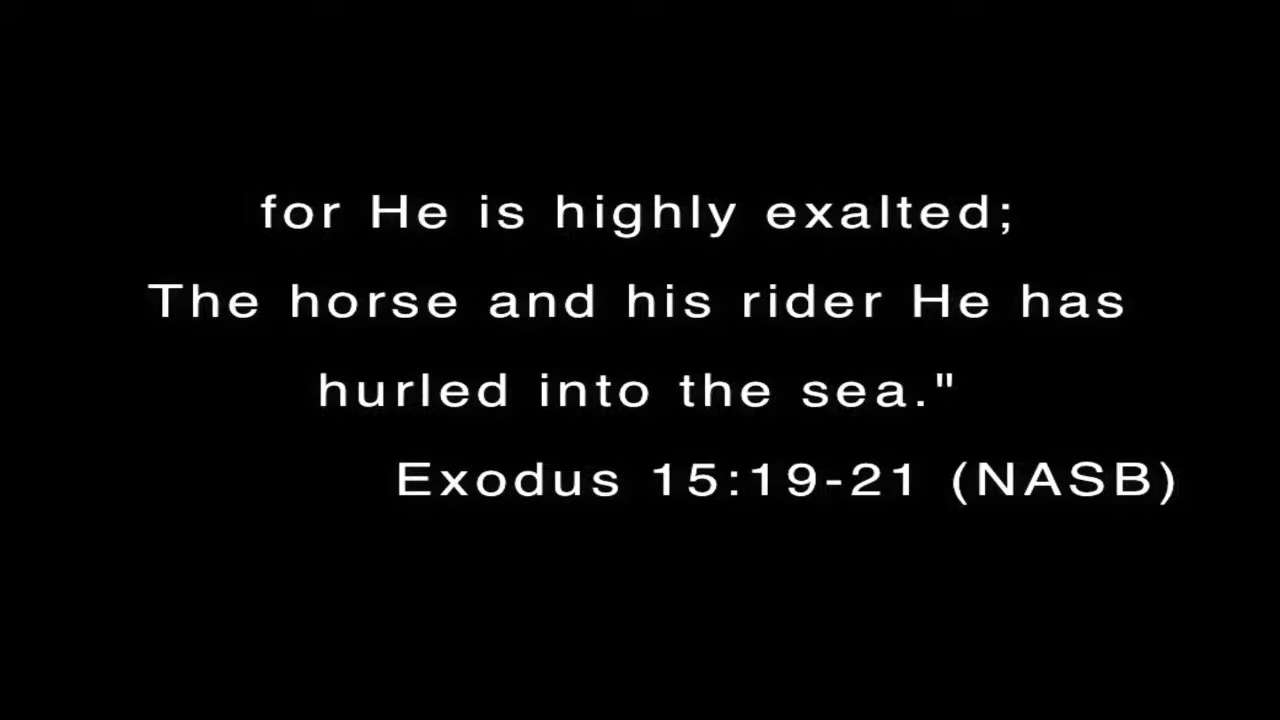 for He is highly exalted;
The horse and his rider He has
hurled into the sea."
Exodus 15:19-21 (NASB)